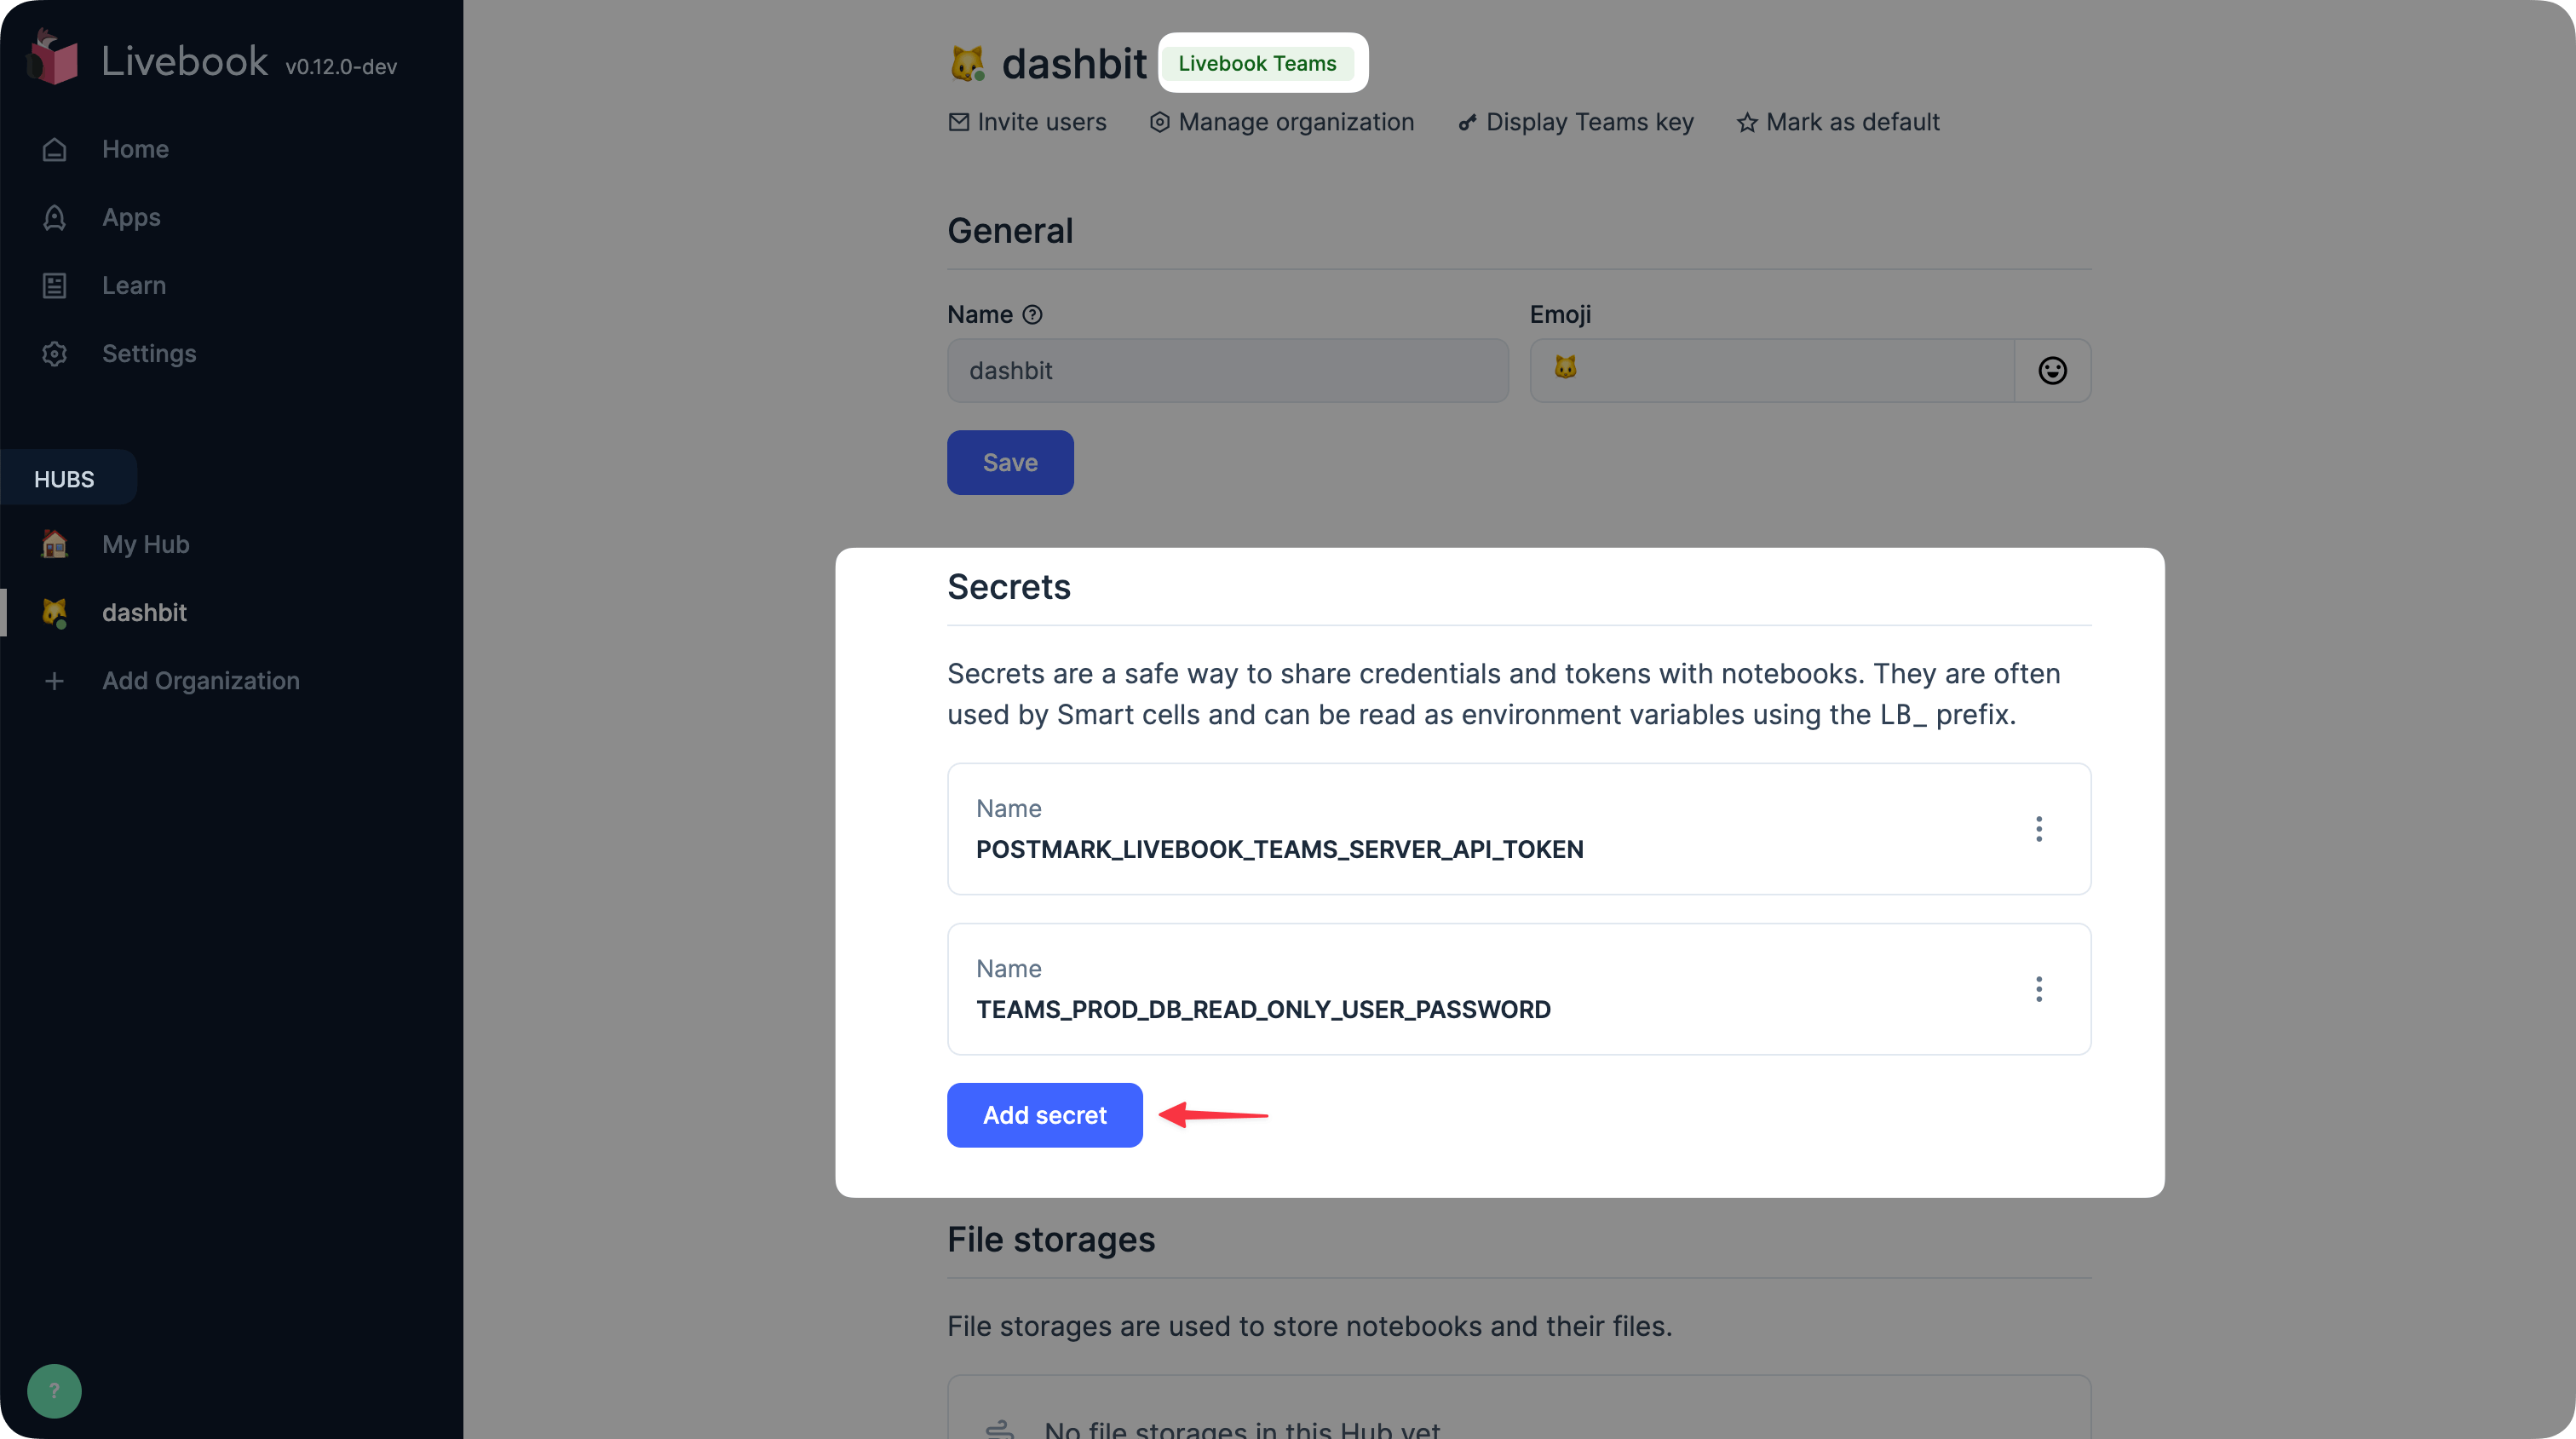 Livebook v0.12.0-dev
Home
Apps
Learn
Settings
HUBS
My Hub
dashbit
Add Organization
?
dashbit Livebook Teams
Invite users Manage organization Display Teams key Mark as default
General
Name Emoji
dashbit
Save
Secrets
Secrets are a safe way to share credentials and tokens with notebooks. They are often
used by Smart cells and can be read as environment variables using the LB_ prefix.
Name
POSTMARK_LIVEBOOK_TEAMS_SERVER_API_TOKEN
Name
TEAMS_PROD_DB_READ_ONLY_USER_PASSWORD
Add secret
File storages
File storages are used to store notebooks and their files.
No file storages in this Hub yet